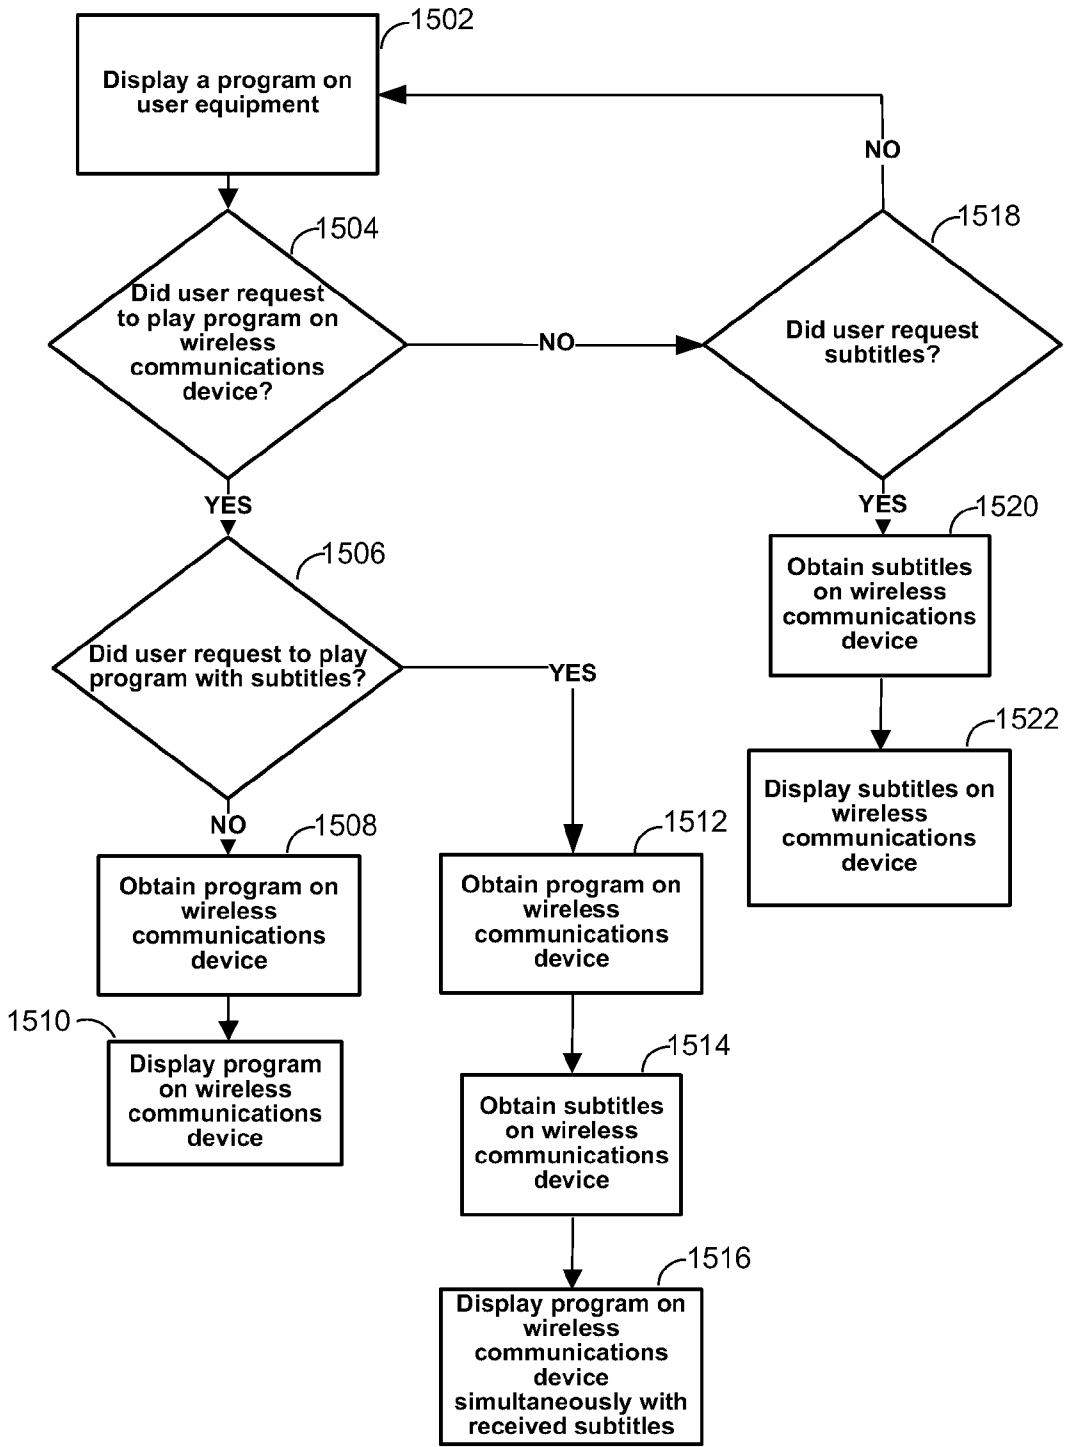 1502
Display a program on
user equipment
NO
1504
1518
Did user request
to play program on
wireless
communications
device?
NO
Did user request
subtitles?
YES
YES
1520
1506
Obtain subtitles
on wireless
communications
device
Did user request to play
program with subtitles?
YES
1522
Display subtitles on
wireless
communications
device
NO
1508
1512
Obtain program on
wireless
communications
device
Obtain program on
wireless
communications
device
1510
Display program
on wireless
communications
device
1514
Obtain subtitles
on wireless
communications
device
1516
Display program on
wireless
communications
device
simultaneously with
received subtitles